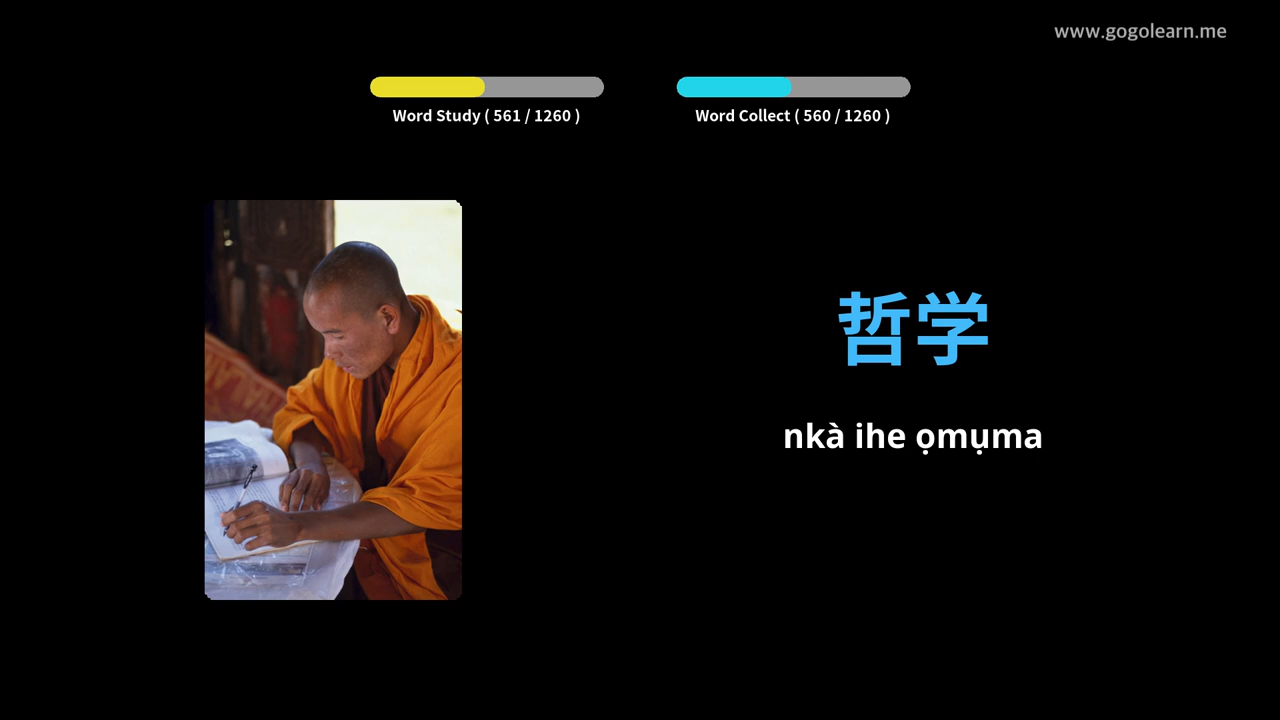 www.gogolearn.me
Word Study ( 561 / 1260 )
Word Collect ( 560 / 1260 )
哲学
nkà ihe ọmụma